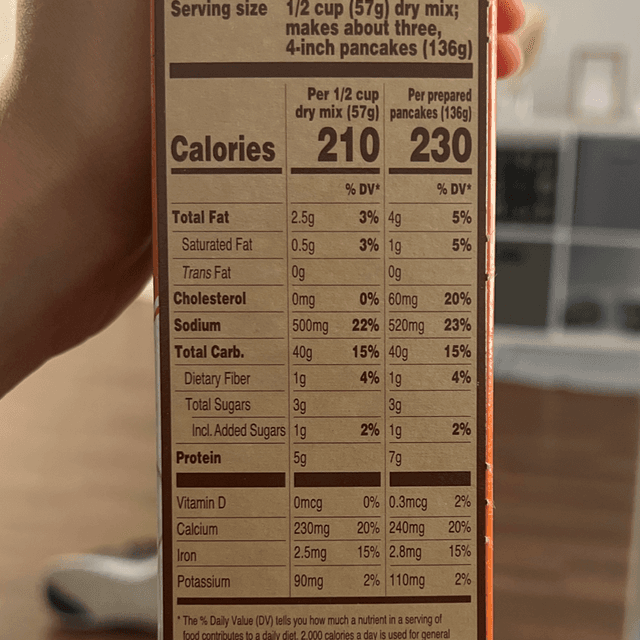 Serving size 1/2 cup (57g) dry mix;
makes about three,
4-inch pancakes (136g)
Per 1/2 cup Per prepared
dry mix (57g) pancakes (136g)
Calories 210 230
% DV* % DV*
Total Fat 2.5g 3% 4g 5%
Saturated Fat 0.5g 3% 1g 5%
Trans Fat 0g 0g
Cholesterol 0mg 0% 60mg 20%
Sodium 500mg 22% 520mg 23%
Total Carb. 40g 15% 40g 15%
Dietary Fiber 1g 4% 1g 4%
Total Sugars 3g 3g
Incl. Added Sugars 1g 2% 1g 2%
Protein 5g 7g
Vitamin D 0mcg 0% 0.3mcg 2%
Calcium 230mg 20% 240mg 20%
Iron 2.5mg 15% 2.8mg 15%
Potassium 90mg 2% 110mg 2%
* The % Daily Value (DV) tells you how much a nutrient in a serving of
food contributes to a daily diet. 2,000 calories a day is used for general